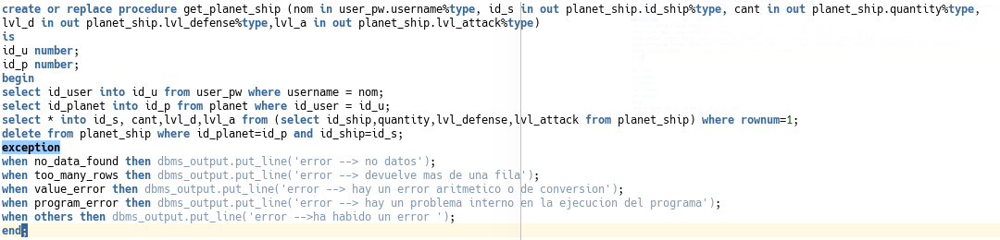 create or replace procedure get_planet_ship (nom in user_pw.username%type, id_s in out planet_ship.id_ship%type, cant in out planet_ship.quantity%type,
lvl_d in out planet_ship.lvl_defense%type,lvl_a in out planet_ship.lvl_attack%type)
is
id_u number;
id_p number;
begin
select id_user into id_u from user_pw where username = nom;
select id_planet into id_p from planet where id_user = id_u;
select * into id_s, cant,lvl_d,lvl_a from (select id_ship,quantity,lvl_defense,lvl_attack from planet_ship) where rownum=1;
delete from planet_ship where id_planet=id_p and id_ship=id_s;
exception
when no_data_found then dbms_output.put_line('error --> no datos');
when too_many_rows then dbms_output.put_line('error --> devuelve mas de una fila');
when value_error then dbms_output.put_line('error --> hay un error aritmetico o de conversion');
when program_error then dbms_output.put_line('error --> hay un problema interno en la ejecucion del programa');
when others then dbms_output.put_line('error -->ha habido un error ');
end;